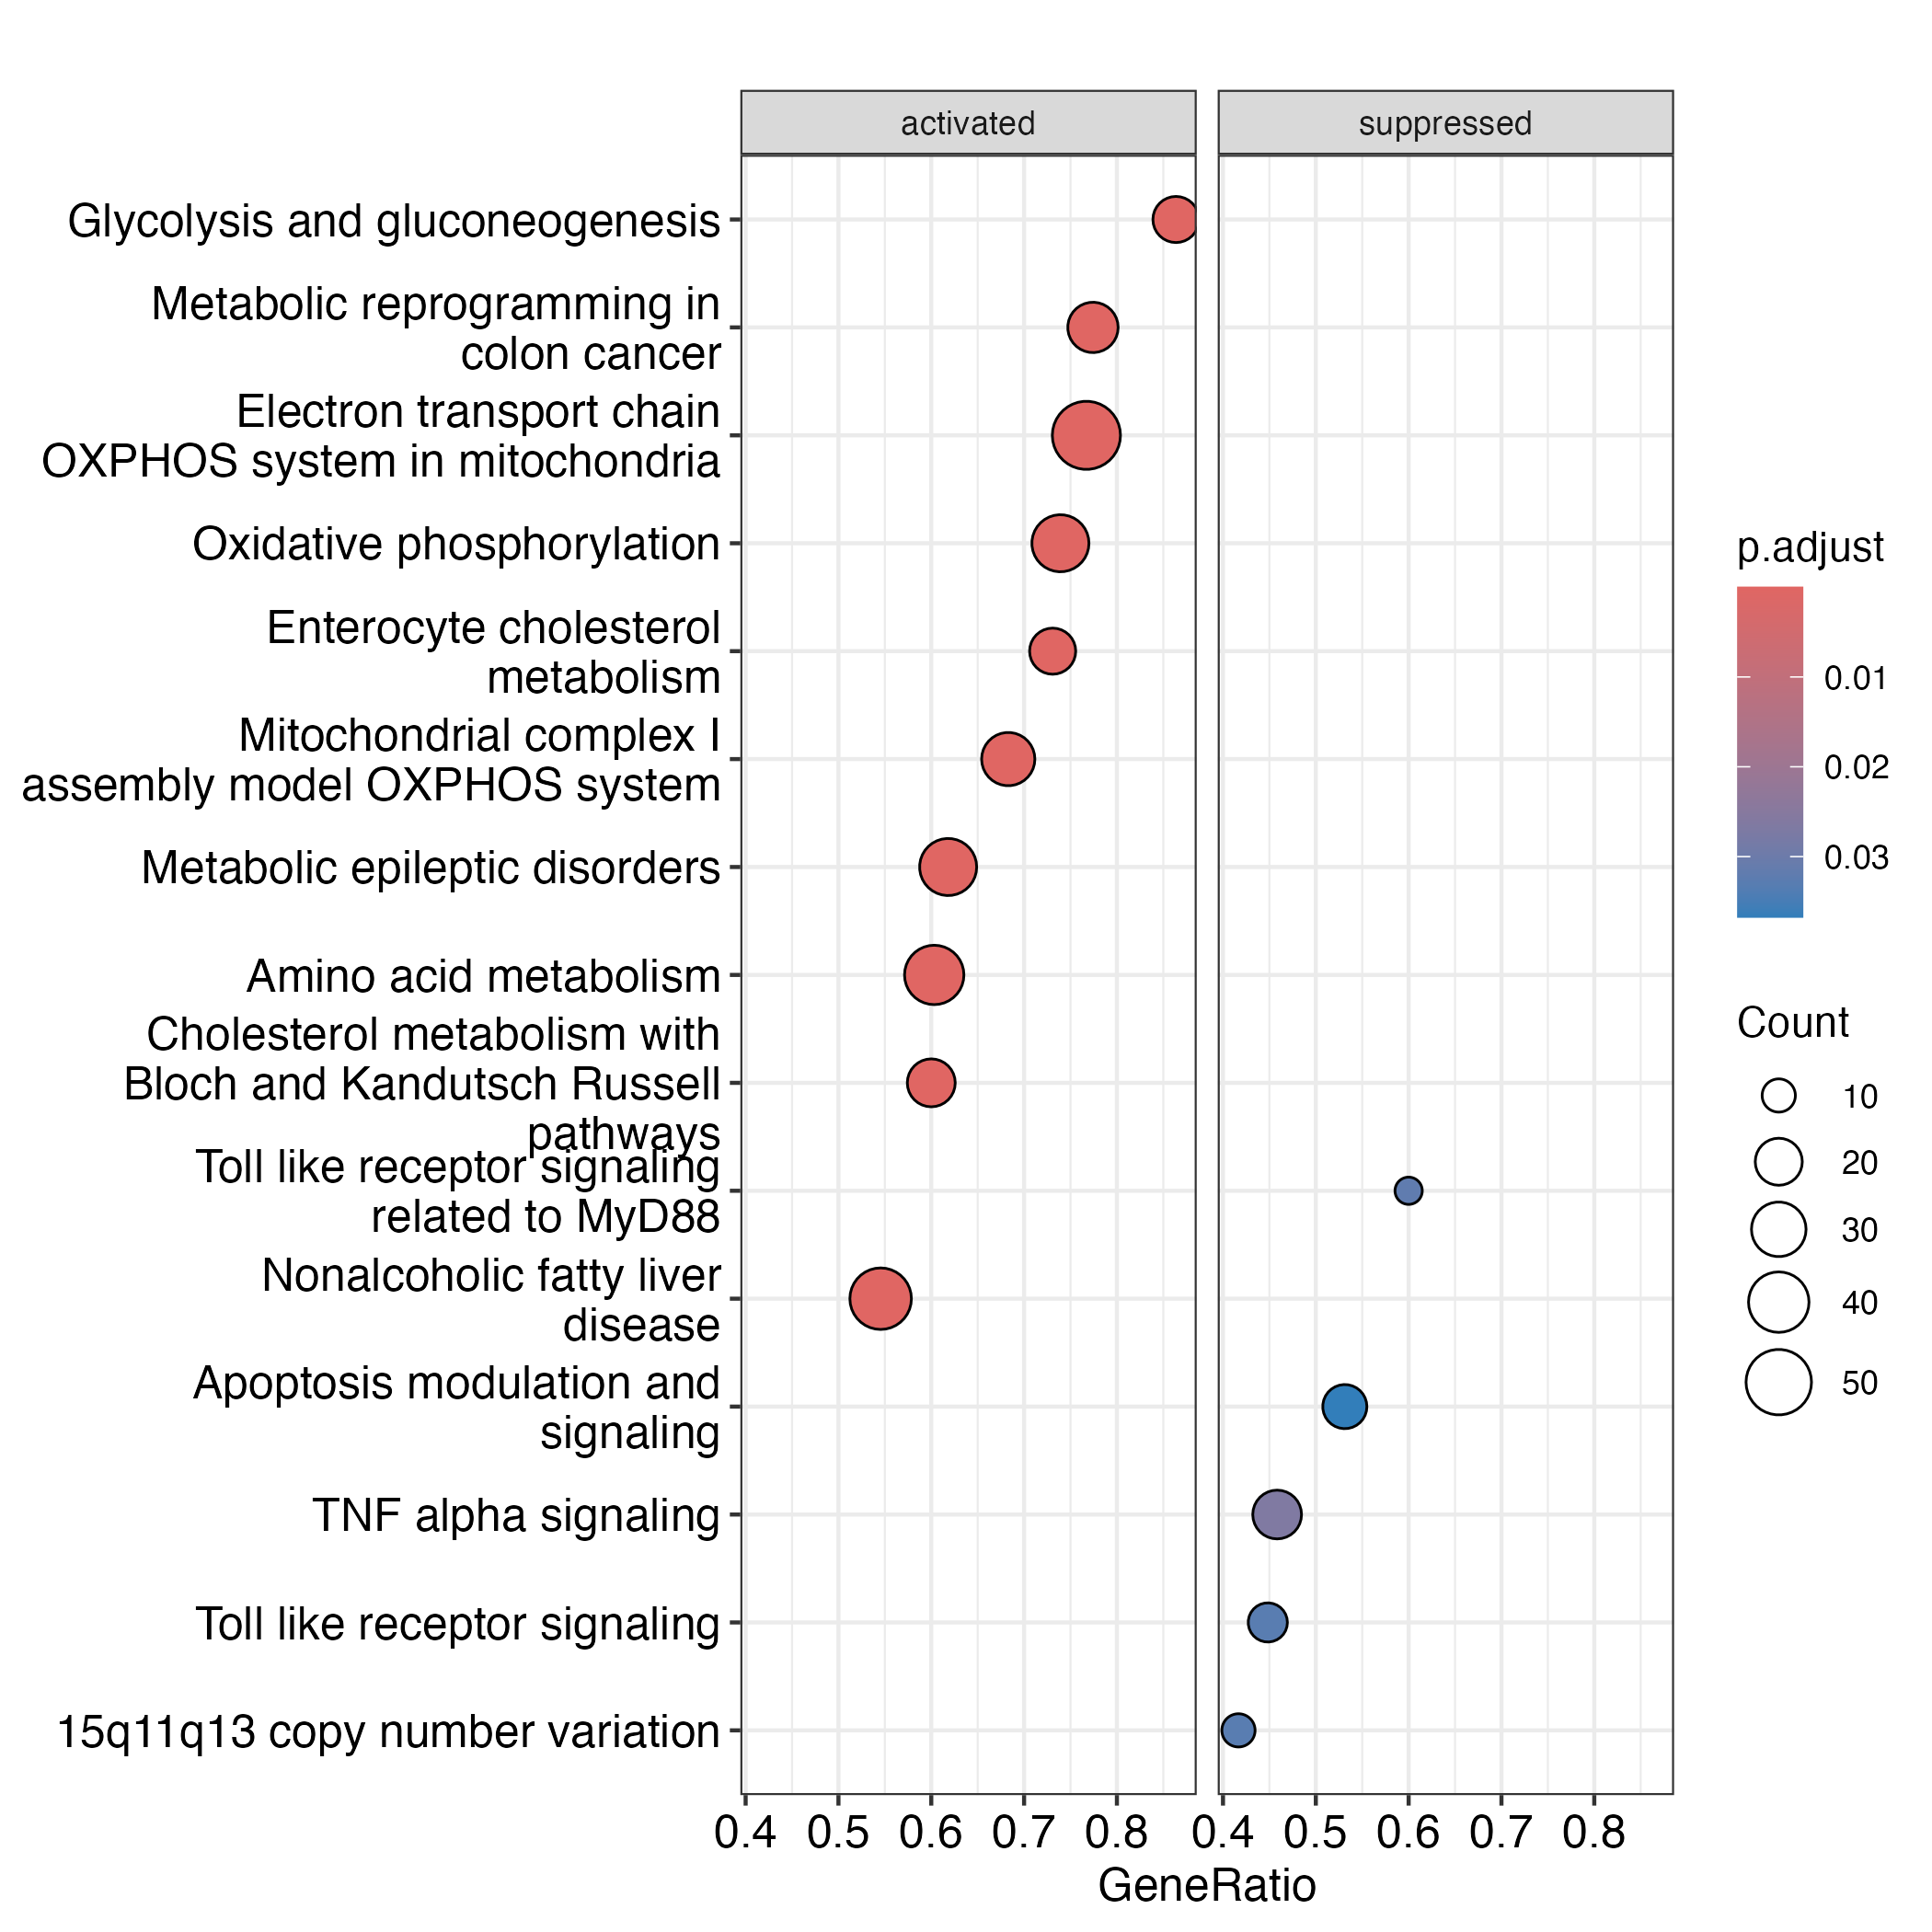 activated
suppressed
Glycolysis and gluconeogenesis
Metabolic reprogramming in
colon cancer
Electron transport chain
OXPHOS system in mitochondria
Oxidative phosphorylation
Enterocyte cholesterol
metabolism
Mitochondrial complex I
assembly model OXPHOS system
Metabolic epileptic disorders
Amino acid metabolism
Cholesterol metabolism with
Bloch and Kandutsch Russell
pathways
Toll like receptor signaling
related to MyD88
Nonalcoholic fatty liver
disease
Apoptosis modulation and
signaling
TNF alpha signaling
Toll like receptor signaling
15q11q13 copy number variation
0.4 0.5 0.6 0.7 0.8
0.4 0.5 0.6 0.7 0.8
GeneRatio
p.adjust
0.01
0.02
0.03
Count
10
20
30
40
50